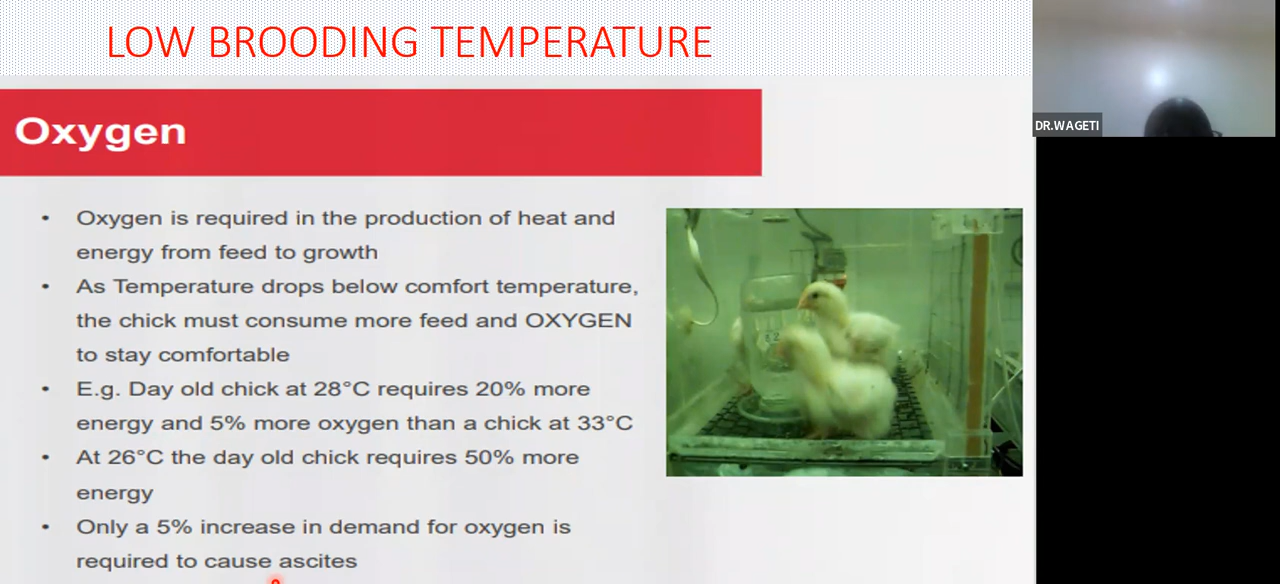 LOW BROODING TEMPERATURE
DR.WAGETI
Oxygen
• Oxygen is required in the production of heat and
energy from feed to growth
• As Temperature drops below comfort temperature,
the chick must consume more feed and OXYGEN
to stay comfortable
• E.g. Day old chick at 28°C requires 20% more
energy and 5% more oxygen than a chick at 33°C
• At 26°C the day old chick requires 50% more
energy
• Only a 5% increase in demand for oxygen is
required to cause ascites